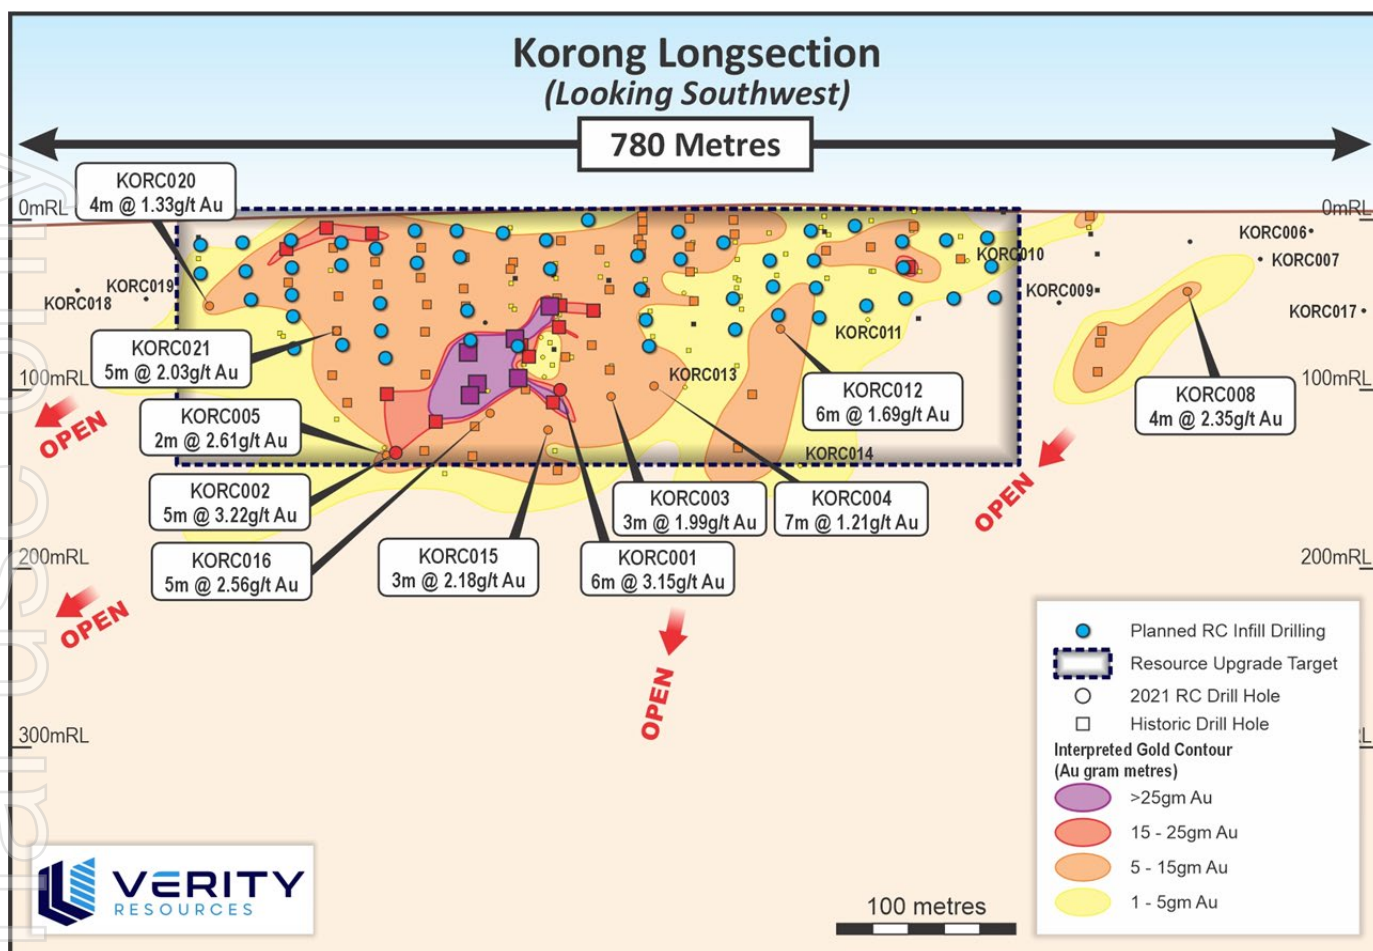 Korong Longsection
(Looking Southwest)
780 Metres
KORC020
4m @ 1.33g/t Au
0mRL
0mRL
KORC006
KORC007
KORC010
KORC019
KORC018
KORC009
KORC017
KORC011
KORC021
5m @ 2.03g/t Au
KORC013
100mRL
100mRL
KORC012
6m @ 1.69g/t Au
KORC008
4m @ 2.35g/t Au
KORC005
2m @ 2.61g/t Au
OPEN
KORC014
KORC002
5m @ 3.22g/t Au
KORC003
3m @ 1.99g/t Au
KORC004
7m @ 1.21g/t Au
OPEN
200mRL
200mRL
KORC016
5m @ 2.56g/t Au
KORC015
3m @ 2.18g/t Au
KORC001
6m @ 3.15g/t Au
OPEN
OPEN
300mRL
Planned RC Infill Drilling
Resource Upgrade Target
2021 RC Drill Hole
Historic Drill Hole
Interpreted Gold Contour
(Au gram metres)
>25gm Au
15 - 25gm Au
5 - 15gm Au
1 - 5gm Au
VERITY
RESOURCES
100 metres